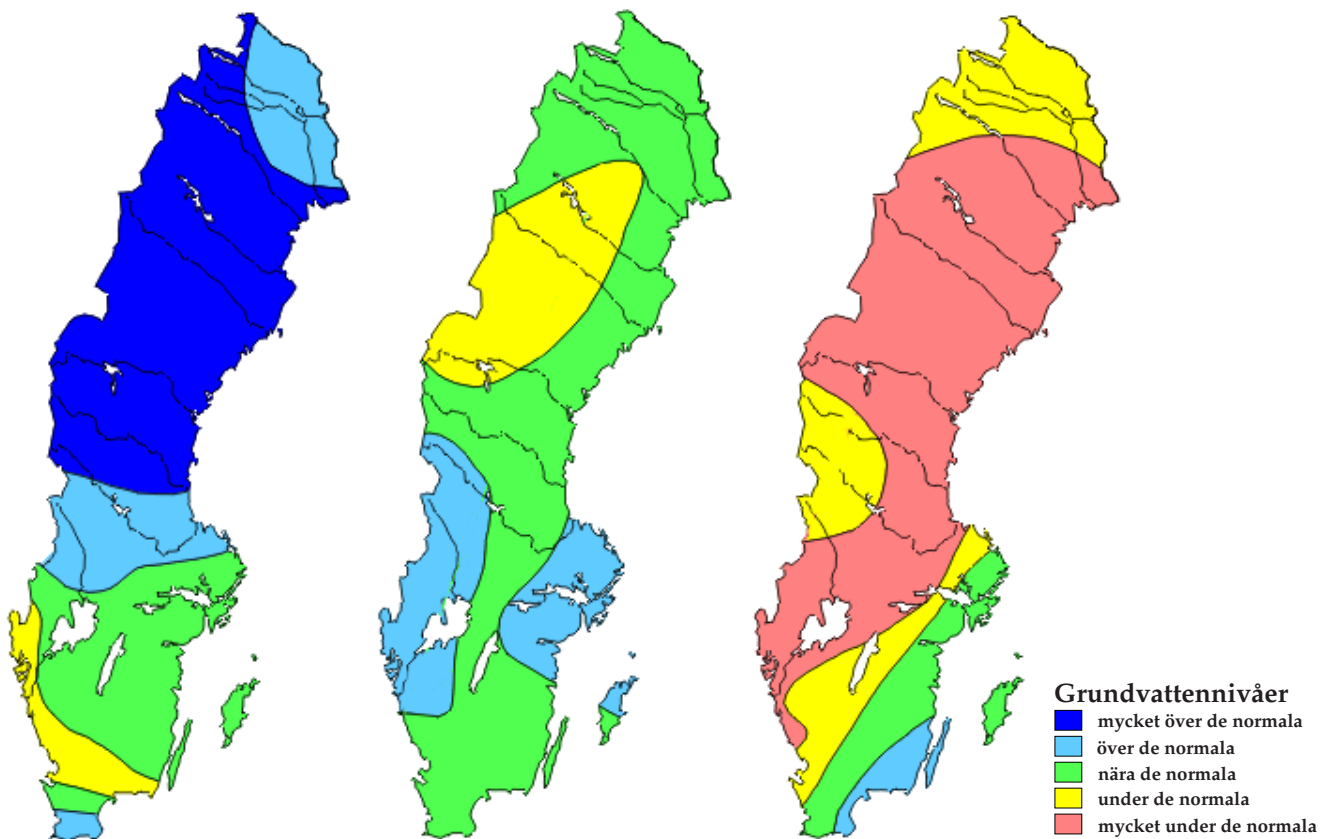 Grundvattennivåer
mycket över de normala
över de normala
nära de normala
under de normala
mycket under de normala